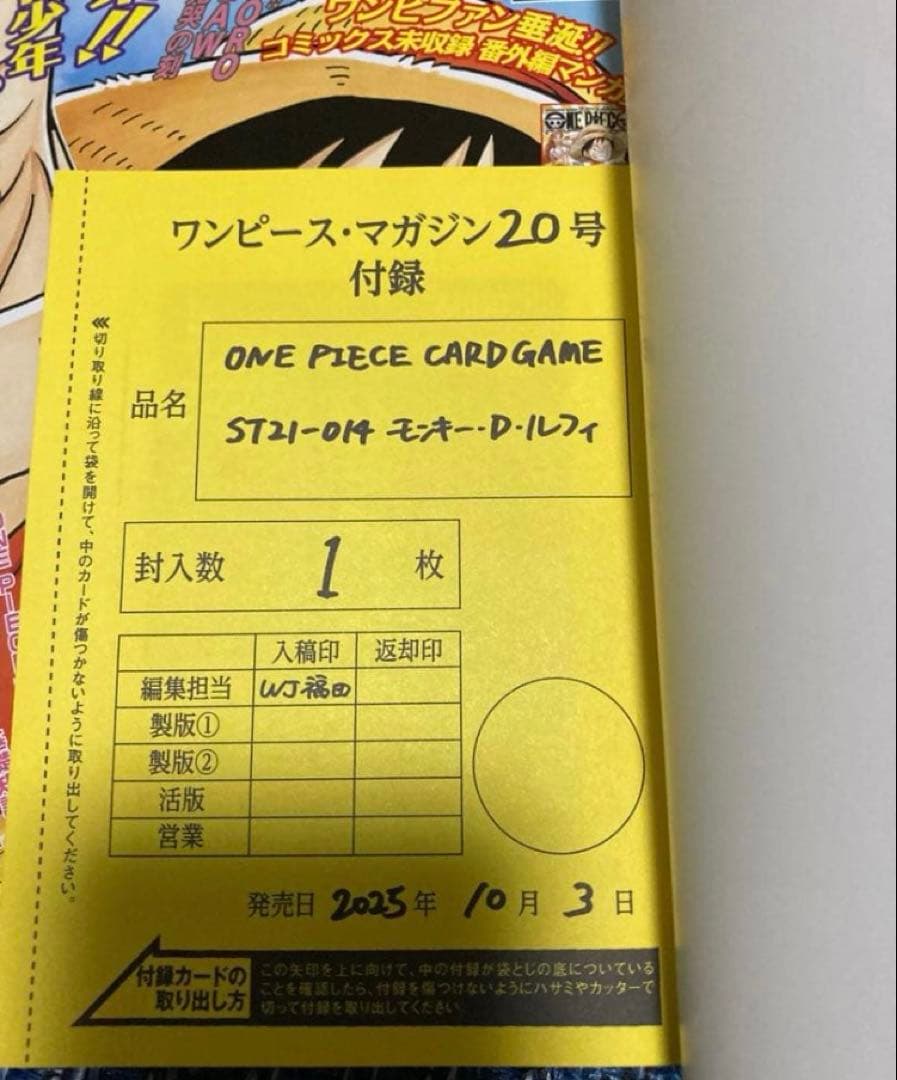 少年
!!
笑の刻
ワンピファン垂涎!!
コミックス未収録 番外編マンガ
ONE PIECE
ワンピース・マガジン20号
付録
≪切り取り線に沿って袋を開けて、中のカードが傷つかないように取り出してください。
品名
ONE PIECE CARD GAME
ST21-014 モンキー・D・ルフィ
封入数 1 枚
入稿印 返却印
編集担当 WJ福田
製版①
製版②
活版
営業
発売日 2025年 10月 3日
付録カードの
取り出し方
この矢印を上に向けて、中の付録が袋とじの底についている
ことを確認したら、付録を傷つけないようにハサミやカッターで
切って付録を取り出してください。